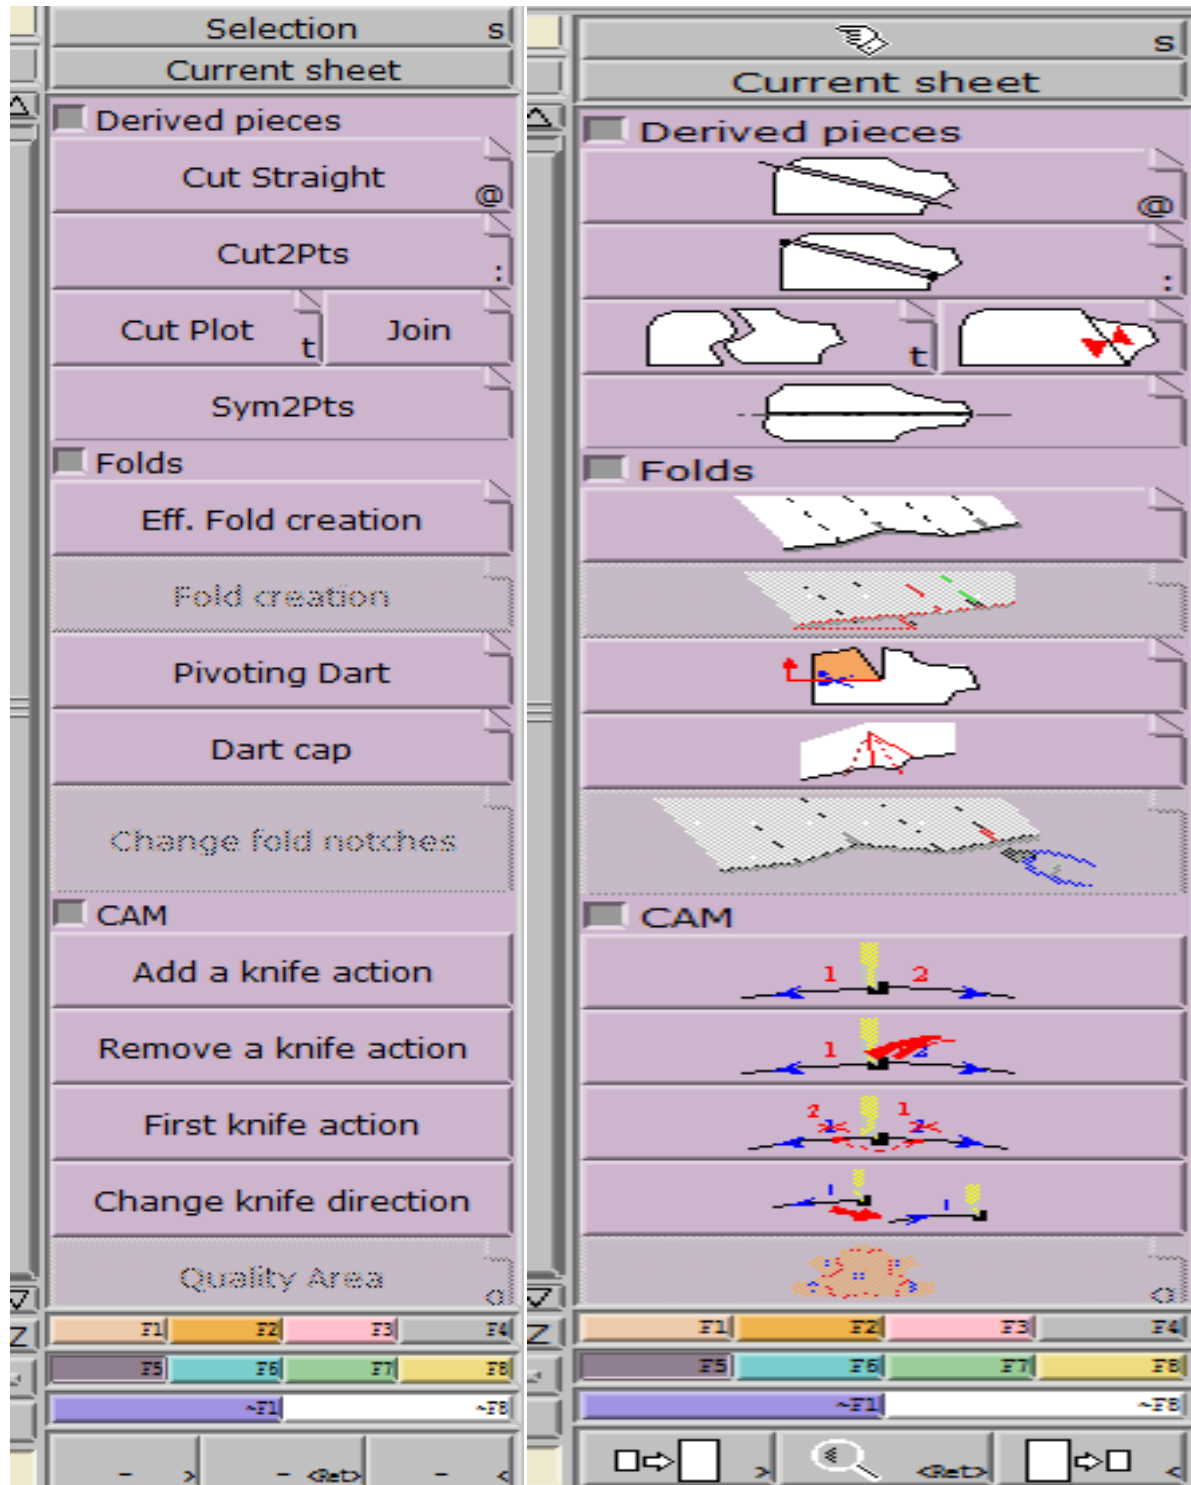 Selection s
Current sheet
Derived pieces
Cut Straight @
Cut2Pts :
Cut Plot t Join
Sym2Pts
Folds
Eff. Fold creation
Fold creation
Pivoting Dart
Dart cap
Change fold notches
CAM
Add a knife action
Remove a knife action
First knife action
Change knife direction
Quality Area
Z
F1 F2 F3 F4
F5 F6 F7 F8
~F1 ~F8
- > - <Ret> - <
s
Current sheet
Derived pieces
@
:
t
Folds
CAM
1 2
1 2
2 1
Z
F1 F2 F3 F4
F5 F6 F7 F8
~F1 ~F8
> <Ret> <